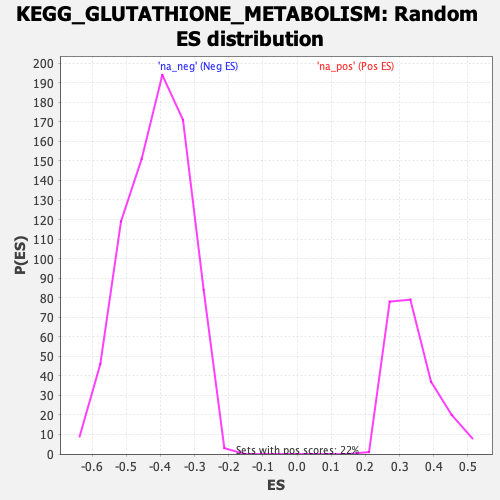 KEGG_GLUTATHIONE_METABOLISM: Random
ES distribution
'na_neg' (Neg ES)
'na_pos' (Pos ES)
200
190
180
170
160
150
140
130
120
110
100
90
80
70
60
50
40
30
20
10
0
P(ES)
Sets with pos scores: 22%
-0.6 -0.5 -0.4 -0.3 -0.2 -0.1 0.0 0.1 0.2 0.3 0.4 0.5
ES